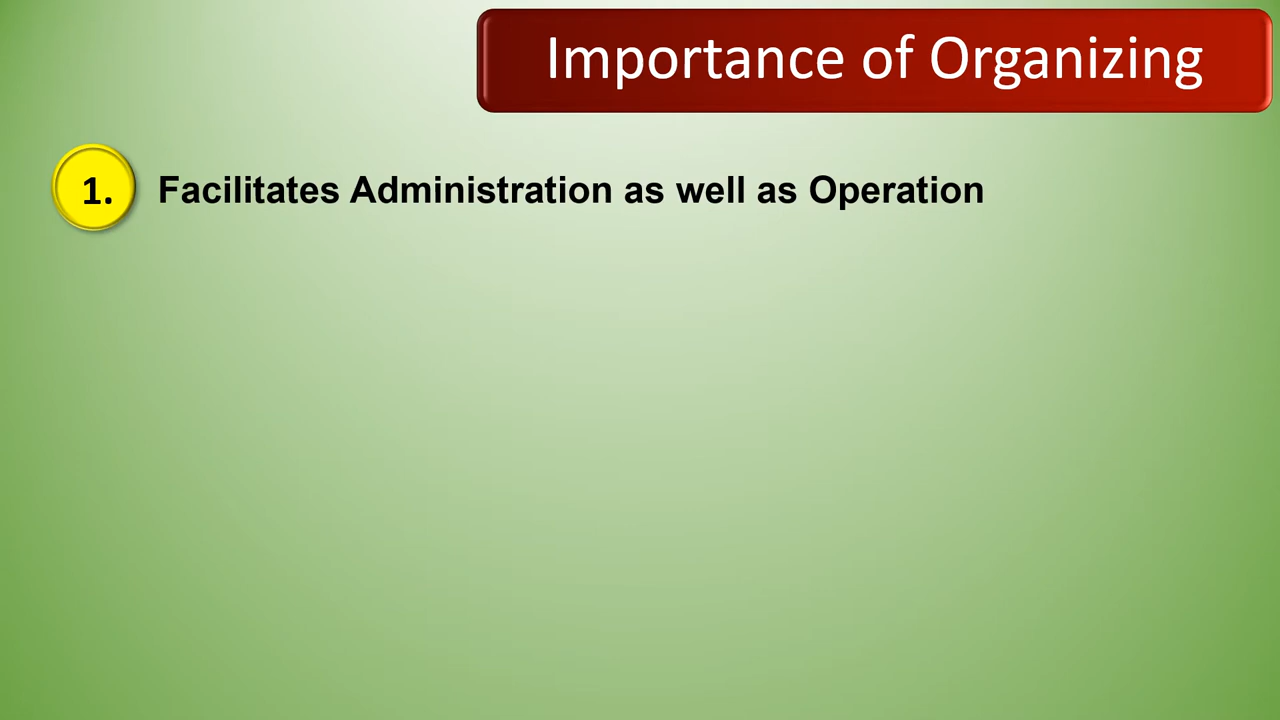 Importance of Organizing
1. Facilitates Administration as well as Operation